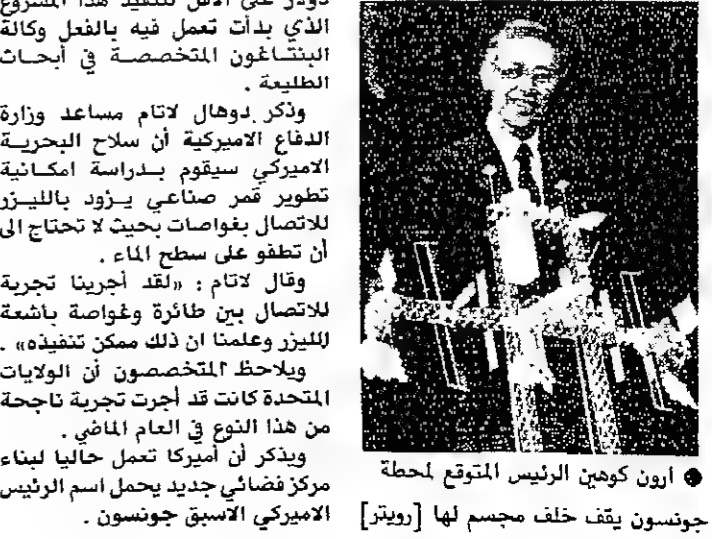 دولار على الاقل لتنفيذ هذا المشروع
الذي بدأت تعمل فيه بالفعل وكالة
البنتاغون المتخصصة في أبحاث
الطليعة .
وذكر دوهال لاتام مساعد وزارة
الدفاع الاميركية أن سلاح البحرية
الاميركي سيقوم بدراسة امكانية
تطوير قمر صناعي يزود بالليزر
للاتصال بغواصات بحيث لا تحتاج الى
أن تطفو على سطح الماء .
وقال لاتام : «لقد أجرينا تجربة
للاتصال بين طائرة وغواصة بأشعة
الليزر وعلمنا ان ذلك ممكن تنفيذه» .
ويلاحظ المتخصصون أن الولايات
المتحدة كانت قد أجرت تجربة ناجحة
من هذا النوع في العام الماضي .
ويذكر أن أميركا تعمل حاليا لبناء
مركز فضائي جديد يحمل اسم الرئيس
الاميركي الاسبق جونسون .
● ارون كوهين الرئيس المتوقع لمحطة
جونسون يقف خلف مجسم لها [رويتر]